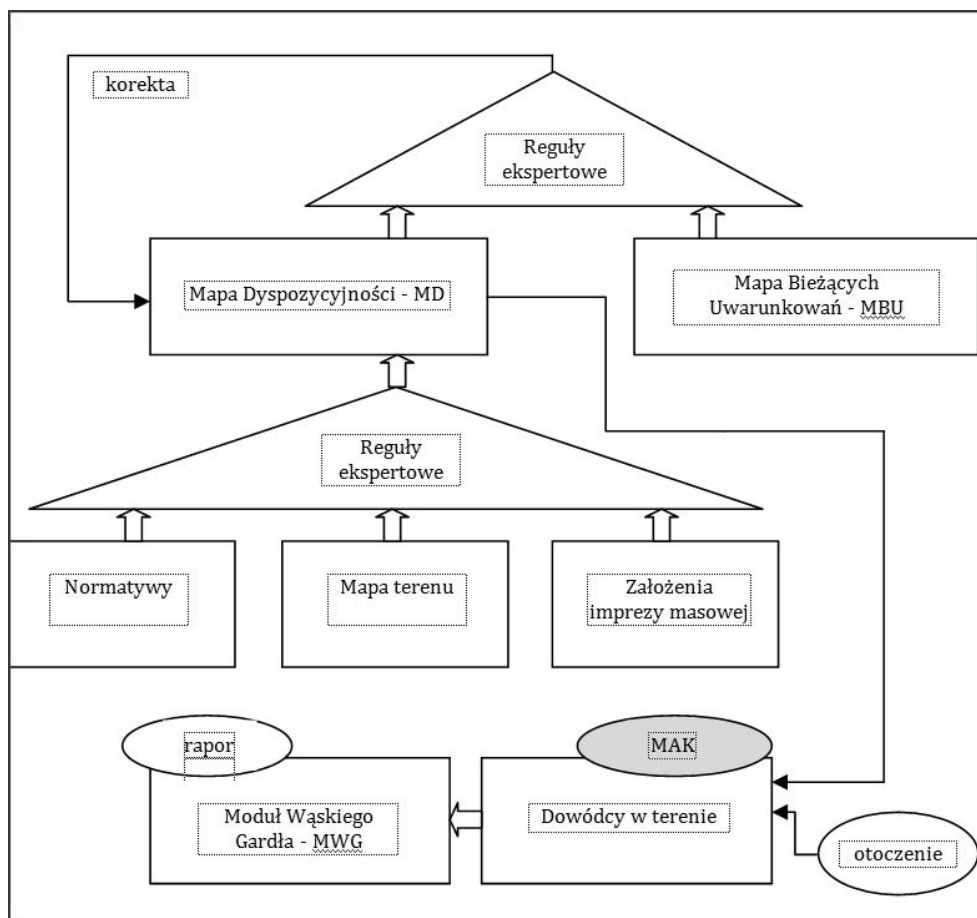 korekta
Reguły
ekspertowe
Mapa Dyspozycyjności - MD
Mapa Bieżących
Uwarunkowań - MBU
Reguły
ekspertowe
Normatywy
Mapa terenu
Założenia
imprezy masowej
rapor
MAK
Moduł Wąskiego
Gardła - MWG
Dowódcy w terenie
otoczenie